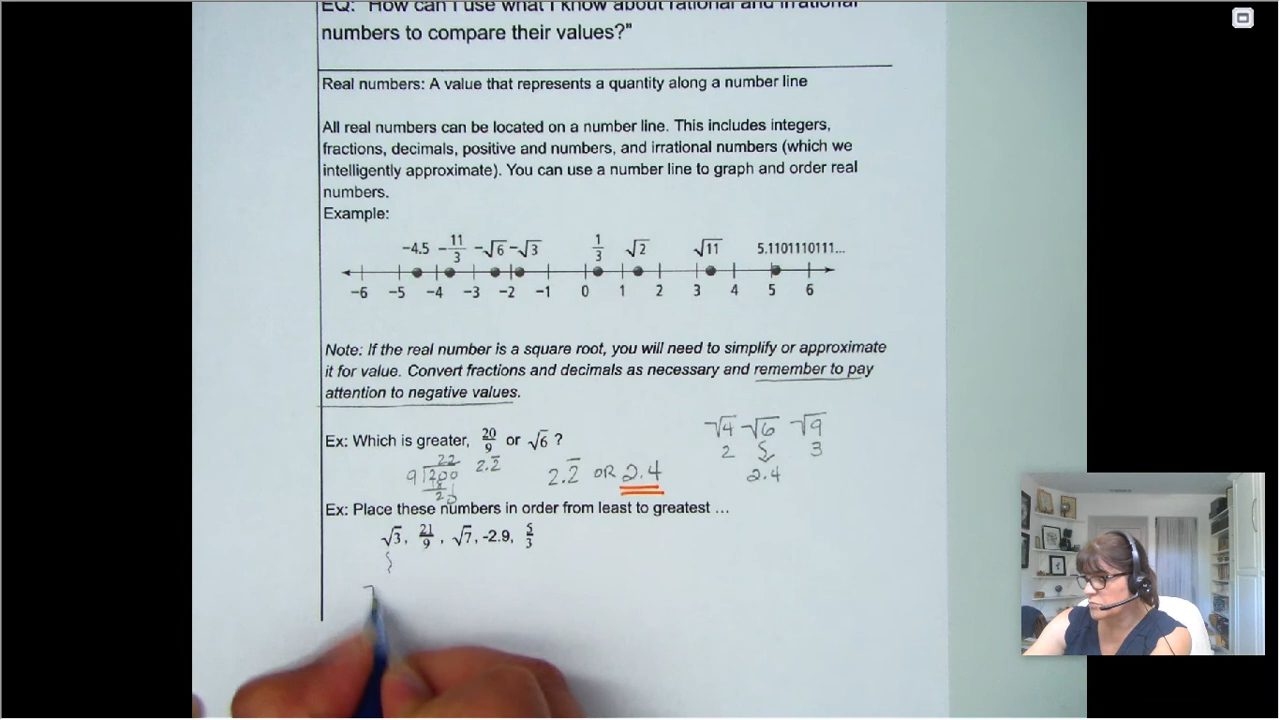 EQ: "How can I use what I know about rational and irrational
numbers to compare their values?"
Real numbers: A value that represents a quantity along a number line
All real numbers can be located on a number line. This includes integers,
fractions, decimals, positive and numbers, and irrational numbers (which we
intelligently approximate). You can use a number line to graph and order real
numbers.
Example:
−4.5 −11/3 −√6 −√3 1/3 √2 √11 5.1101110111...
−6 −5 −4 −3 −2 −1 0 1 2 3 4 5 6
Note: If the real number is a square root, you will need to simplify or approximate
it for value. Convert fractions and decimals as necessary and remember to pay
attention to negative values.
√4 √6 √9
2 3
2.4
Ex: Which is greater, 20/9 or √6 ?
22
9 200 2.2̅ 2.2̅ OR 2.4
18
20
Ex: Place these numbers in order from least to greatest ...
√3, 21/9 , √7, -2.9, 5/3